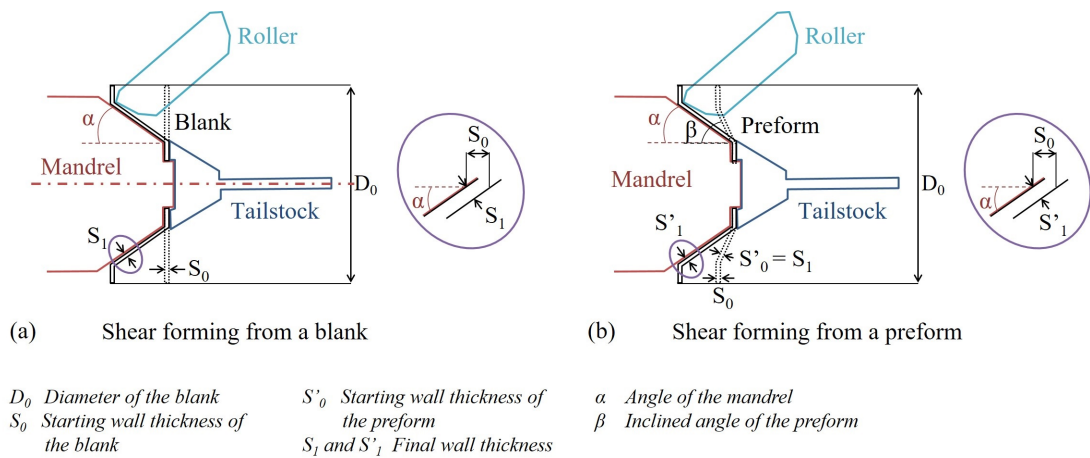 Roller
α
Blank
Mandrel
D0
Tailstock
S1
S0
S0
α
S1
(a) Shear forming from a blank
Roller
α
β
Preform
Mandrel
D0
Tailstock
S’1
S’0 = S1
S0
S0
α
S’1
(b) Shear forming from a preform
D0 Diameter of the blank
S0 Starting wall thickness of
the blank
S’0 Starting wall thickness of
the preform
S1 and S’1 Final wall thickness
α Angle of the mandrel
β Inclined angle of the preform